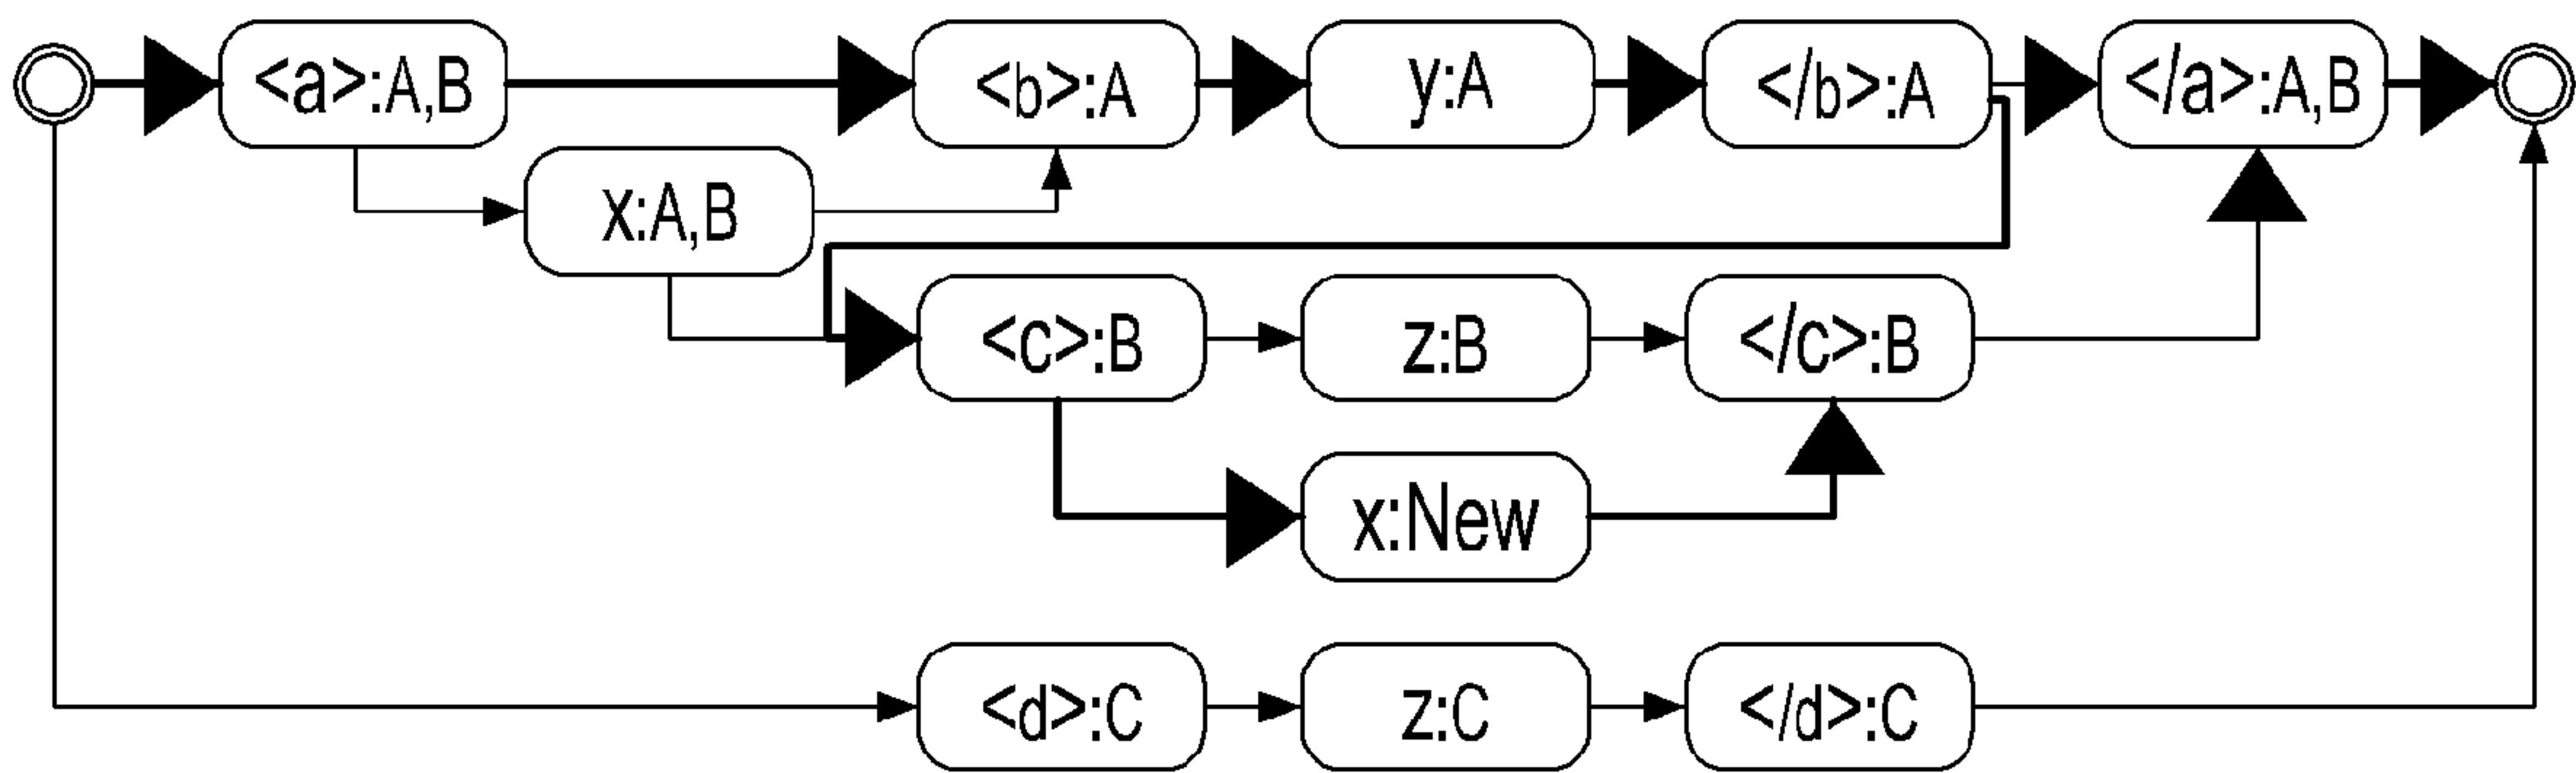 <a>:A,B
<b>:A
y:A
</b>:A
</a>:A,B
x:A,B
<c>:B
z:B
</c>:B
x:New
<d>:C
z:C
</d>:C